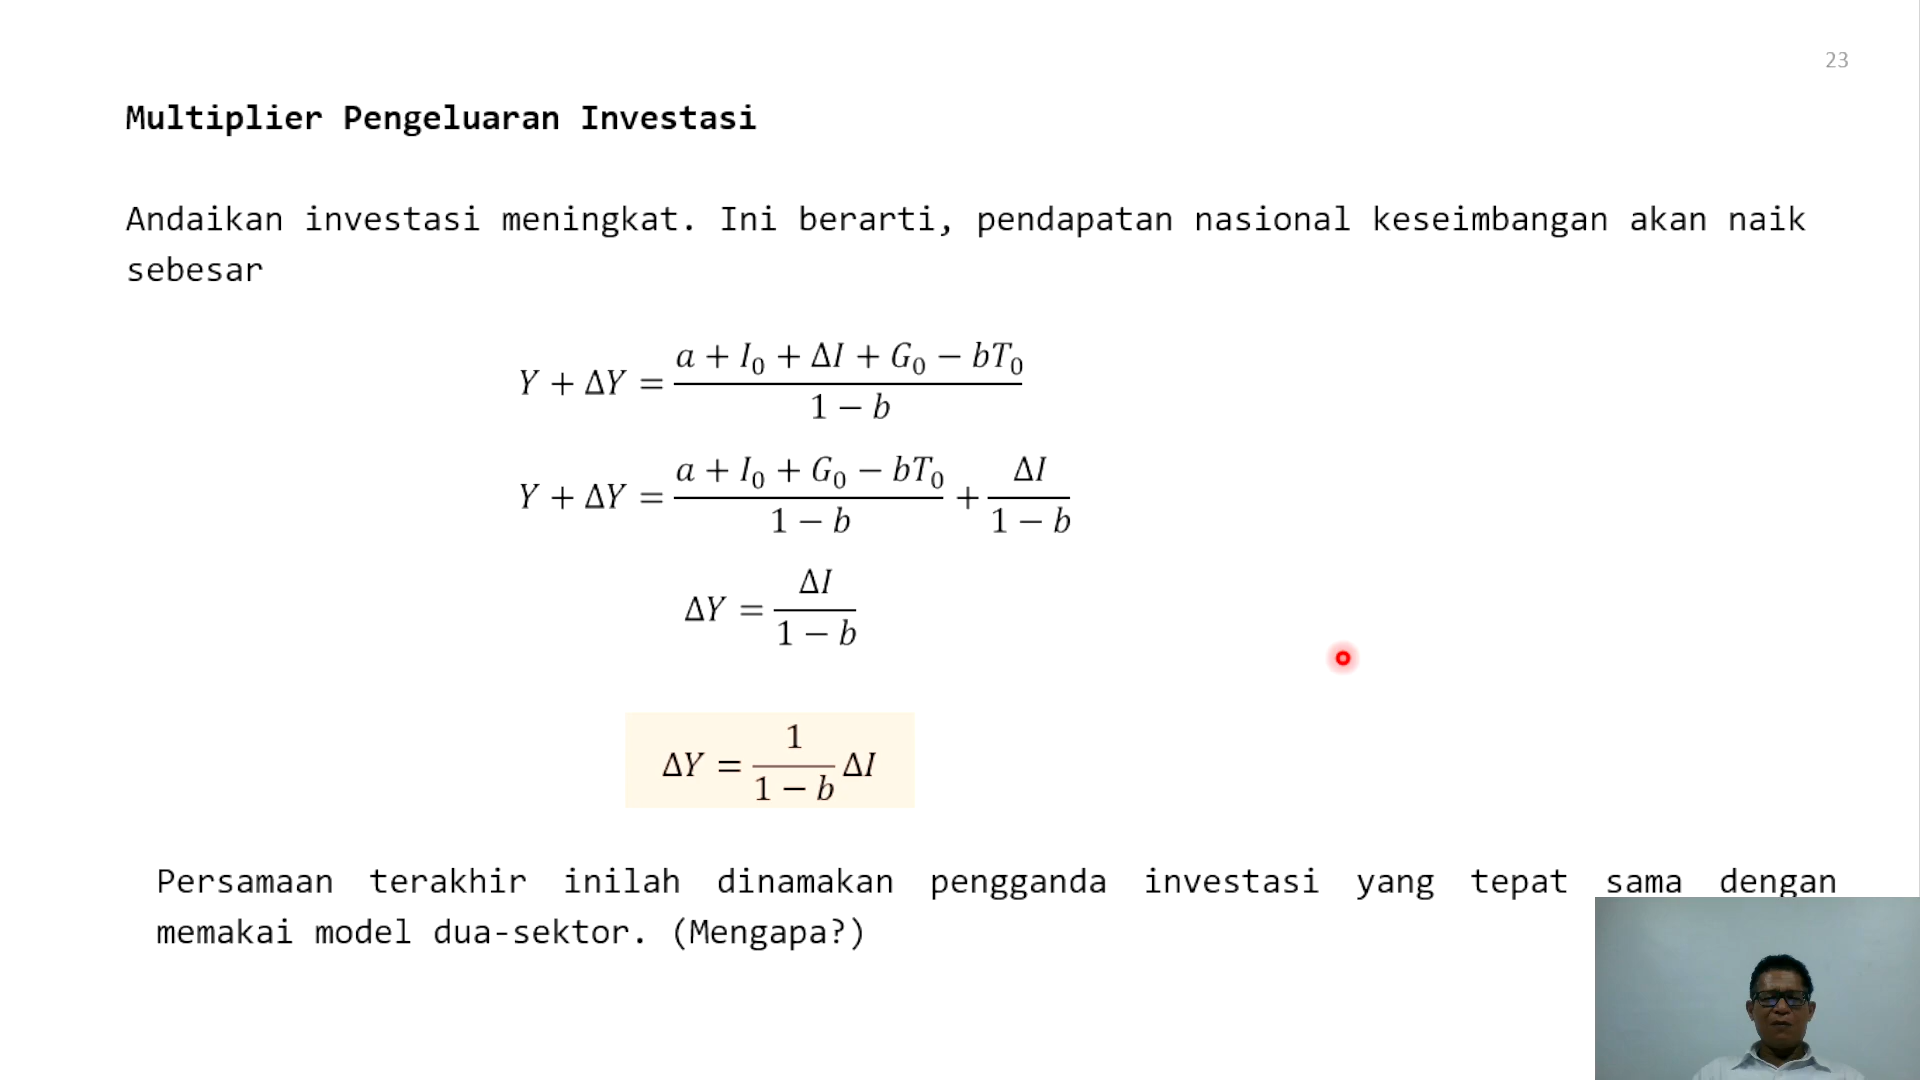 23
Multiplier Pengeluaran Investasi
Andaikan investasi meningkat. Ini berarti, pendapatan nasional keseimbangan akan naik
sebesar
Y + ΔY = (a + I₀ + ΔI + G₀ − bT₀)/(1 − b)
Y + ΔY = (a + I₀ + G₀ − bT₀)/(1 − b) + ΔI/(1 − b)
ΔY = ΔI/(1 − b)
ΔY = 1/(1 − b) ΔI
Persamaan terakhir inilah dinamakan pengganda investasi yang tepat sama dengan
memakai model dua-sektor. (Mengapa?)